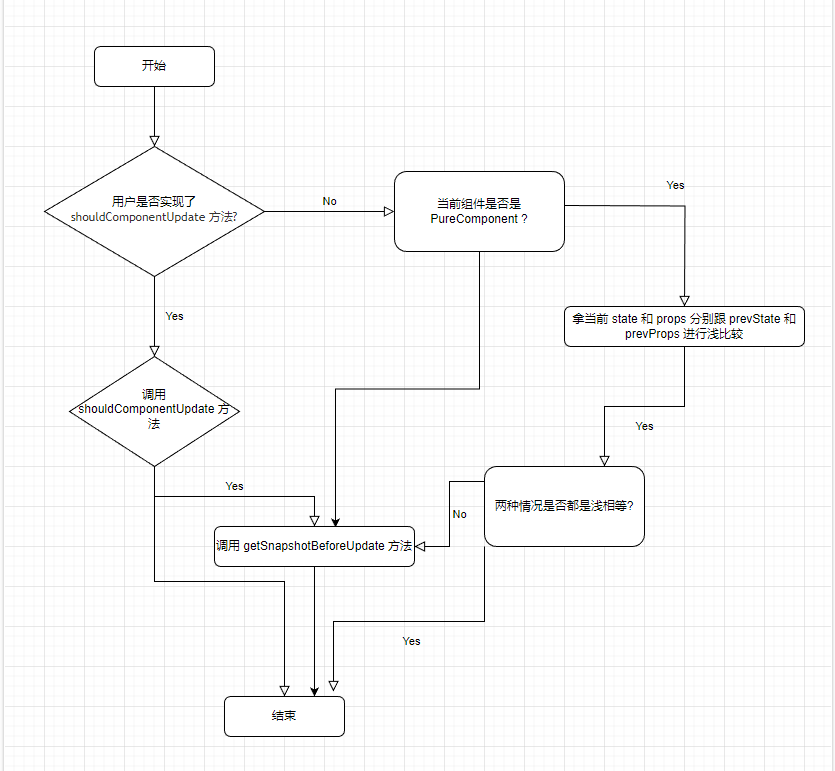 开始
用户是否实现了
shouldComponentUpdate 方法?
No
当前组件是否是
PureComponent ?
Yes
拿当前 state 和 props 分别跟 prevState 和
prevProps 进行浅比较
Yes
调用
shouldComponentUpdate 方
法
Yes
两种情况是否都是浅相等?
Yes
No
调用 getSnapshotBeforeUpdate 方法
Yes
结束